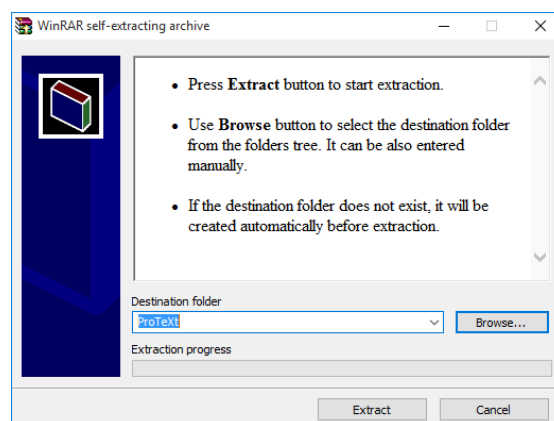 WinRAR self-extracting archive
• Press Extract button to start extraction.
• Use Browse button to select the destination folder
from the folders tree. It can be also entered
manually.
• If the destination folder does not exist, it will be
created automatically before extraction.
Destination folder
ProTeXt
Browse...
Extraction progress
Extract
Cancel